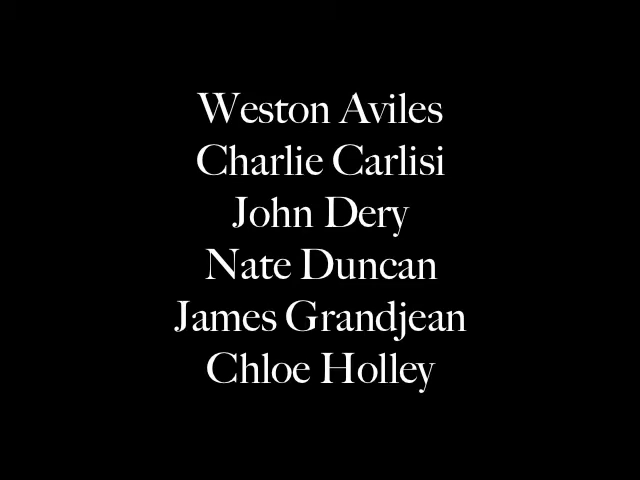 Weston Aviles
Charlie Carlisi
John Dery
Nate Duncan
James Grandjean
Chloe Holley